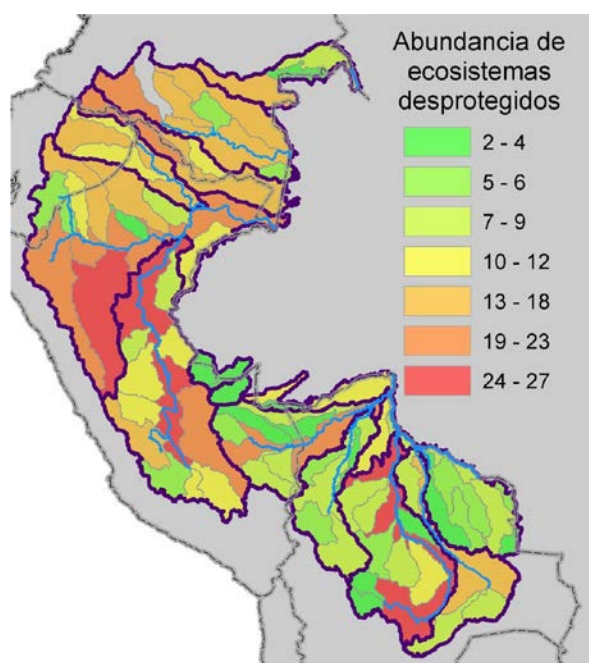 Abundancia de
ecosistemas
desprotegidos
2 - 4
5 - 6
7 - 9
10 - 12
13 - 18
19 - 23
24 - 27